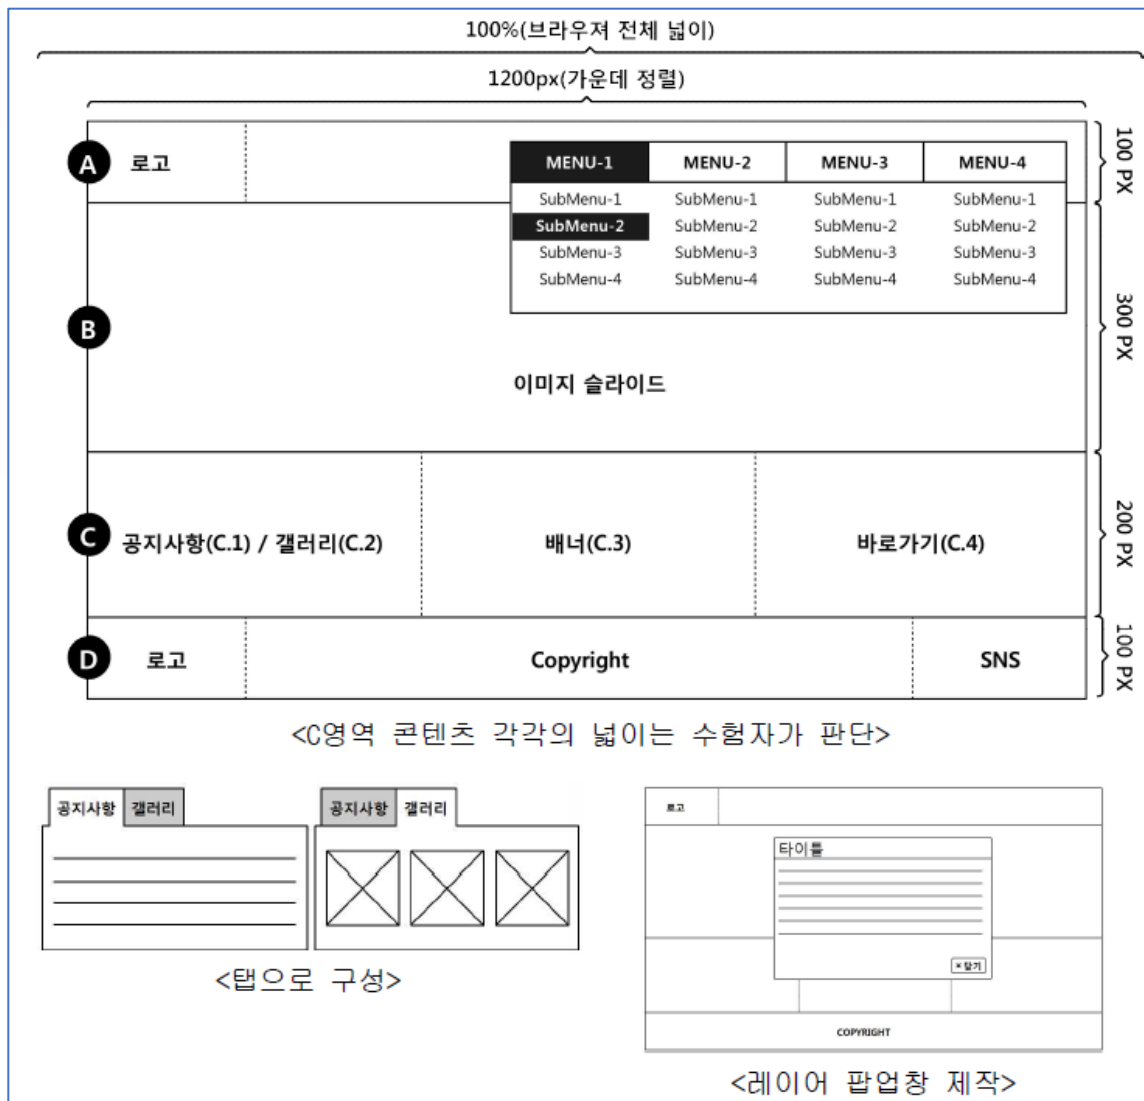 100%(브라우져 전체 넓이)
1200px(가운데 정렬)
A
로고
MENU-1 MENU-2 MENU-3 MENU-4
100 PX
SubMenu-1 SubMenu-1 SubMenu-1 SubMenu-1
SubMenu-2 SubMenu-2 SubMenu-2 SubMenu-2
SubMenu-3 SubMenu-3 SubMenu-3 SubMenu-3
SubMenu-4 SubMenu-4 SubMenu-4 SubMenu-4
B
300 PX
이미지 슬라이드
C
공지사항(C.1) / 갤러리(C.2) 배너(C.3) 바로가기(C.4)
200 PX
D
로고 Copyright SNS
100 PX
<C영역 콘텐츠 각각의 넓이는 수험자가 판단>
공지사항 갤러리 공지사항 갤러리
<탭으로 구성>
로고
타이틀
×닫기
COPYRIGHT
<레이어 팝업창 제작>